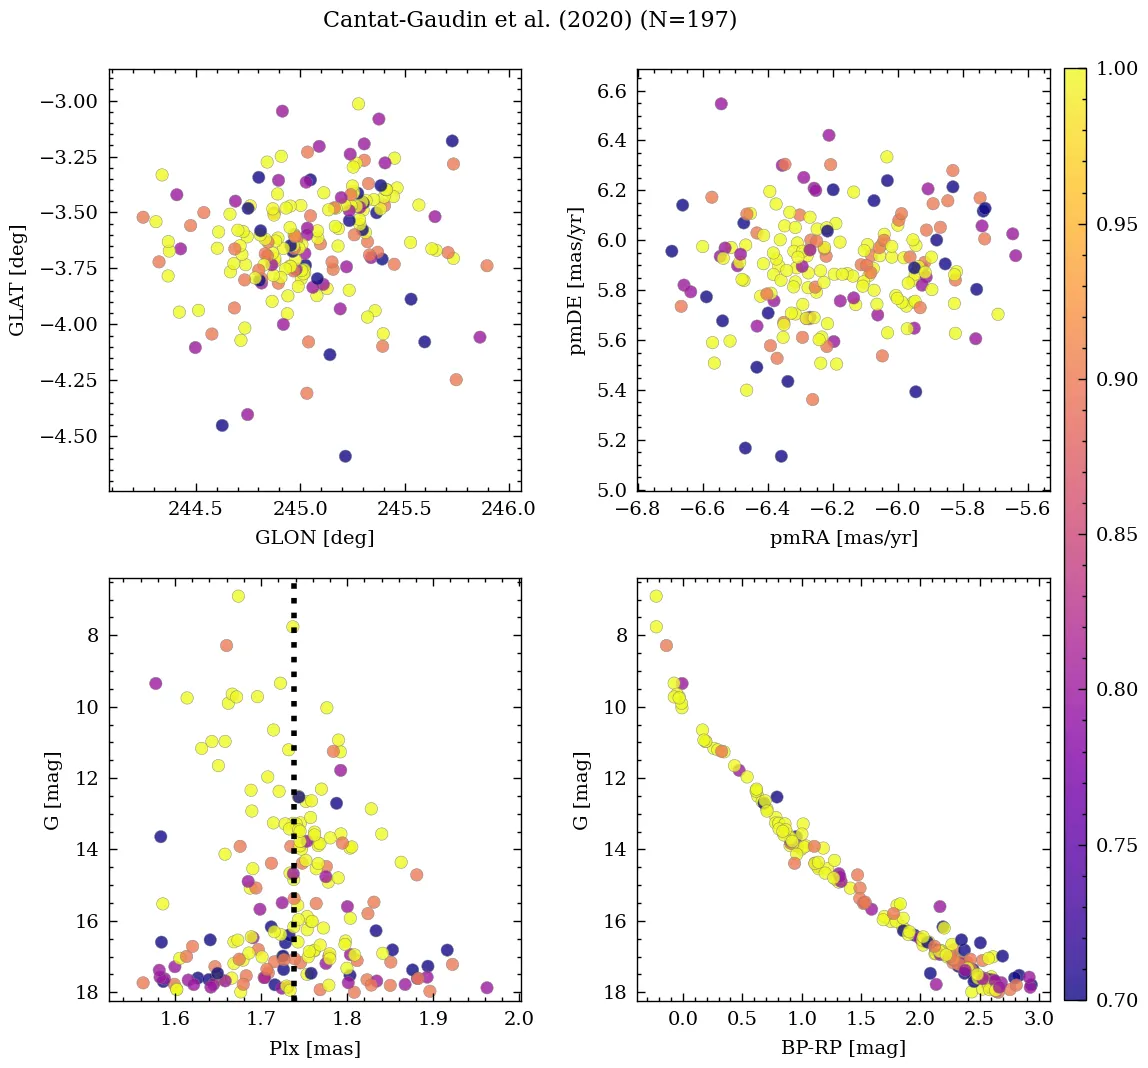 Cantat-Gaudin et al. (2020) (N=197)
−3.00
−3.25
−3.50
−3.75
−4.00
−4.25
−4.50
GLAT [deg]
244.5 245.0 245.5 246.0
GLON [deg]
6.6
6.4
6.2
6.0
5.8
5.6
5.4
5.2
5.0
pmDE [mas/yr]
−6.8 −6.6 −6.4 −6.2 −6.0 −5.8 −5.6
pmRA [mas/yr]
8
10
12
14
16
18
G [mag]
1.6 1.7 1.8 1.9 2.0
Plx [mas]
8
10
12
14
16
18
G [mag]
0.0 0.5 1.0 1.5 2.0 2.5 3.0
BP-RP [mag]
1.00
0.95
0.90
0.85
0.80
0.75
0.70